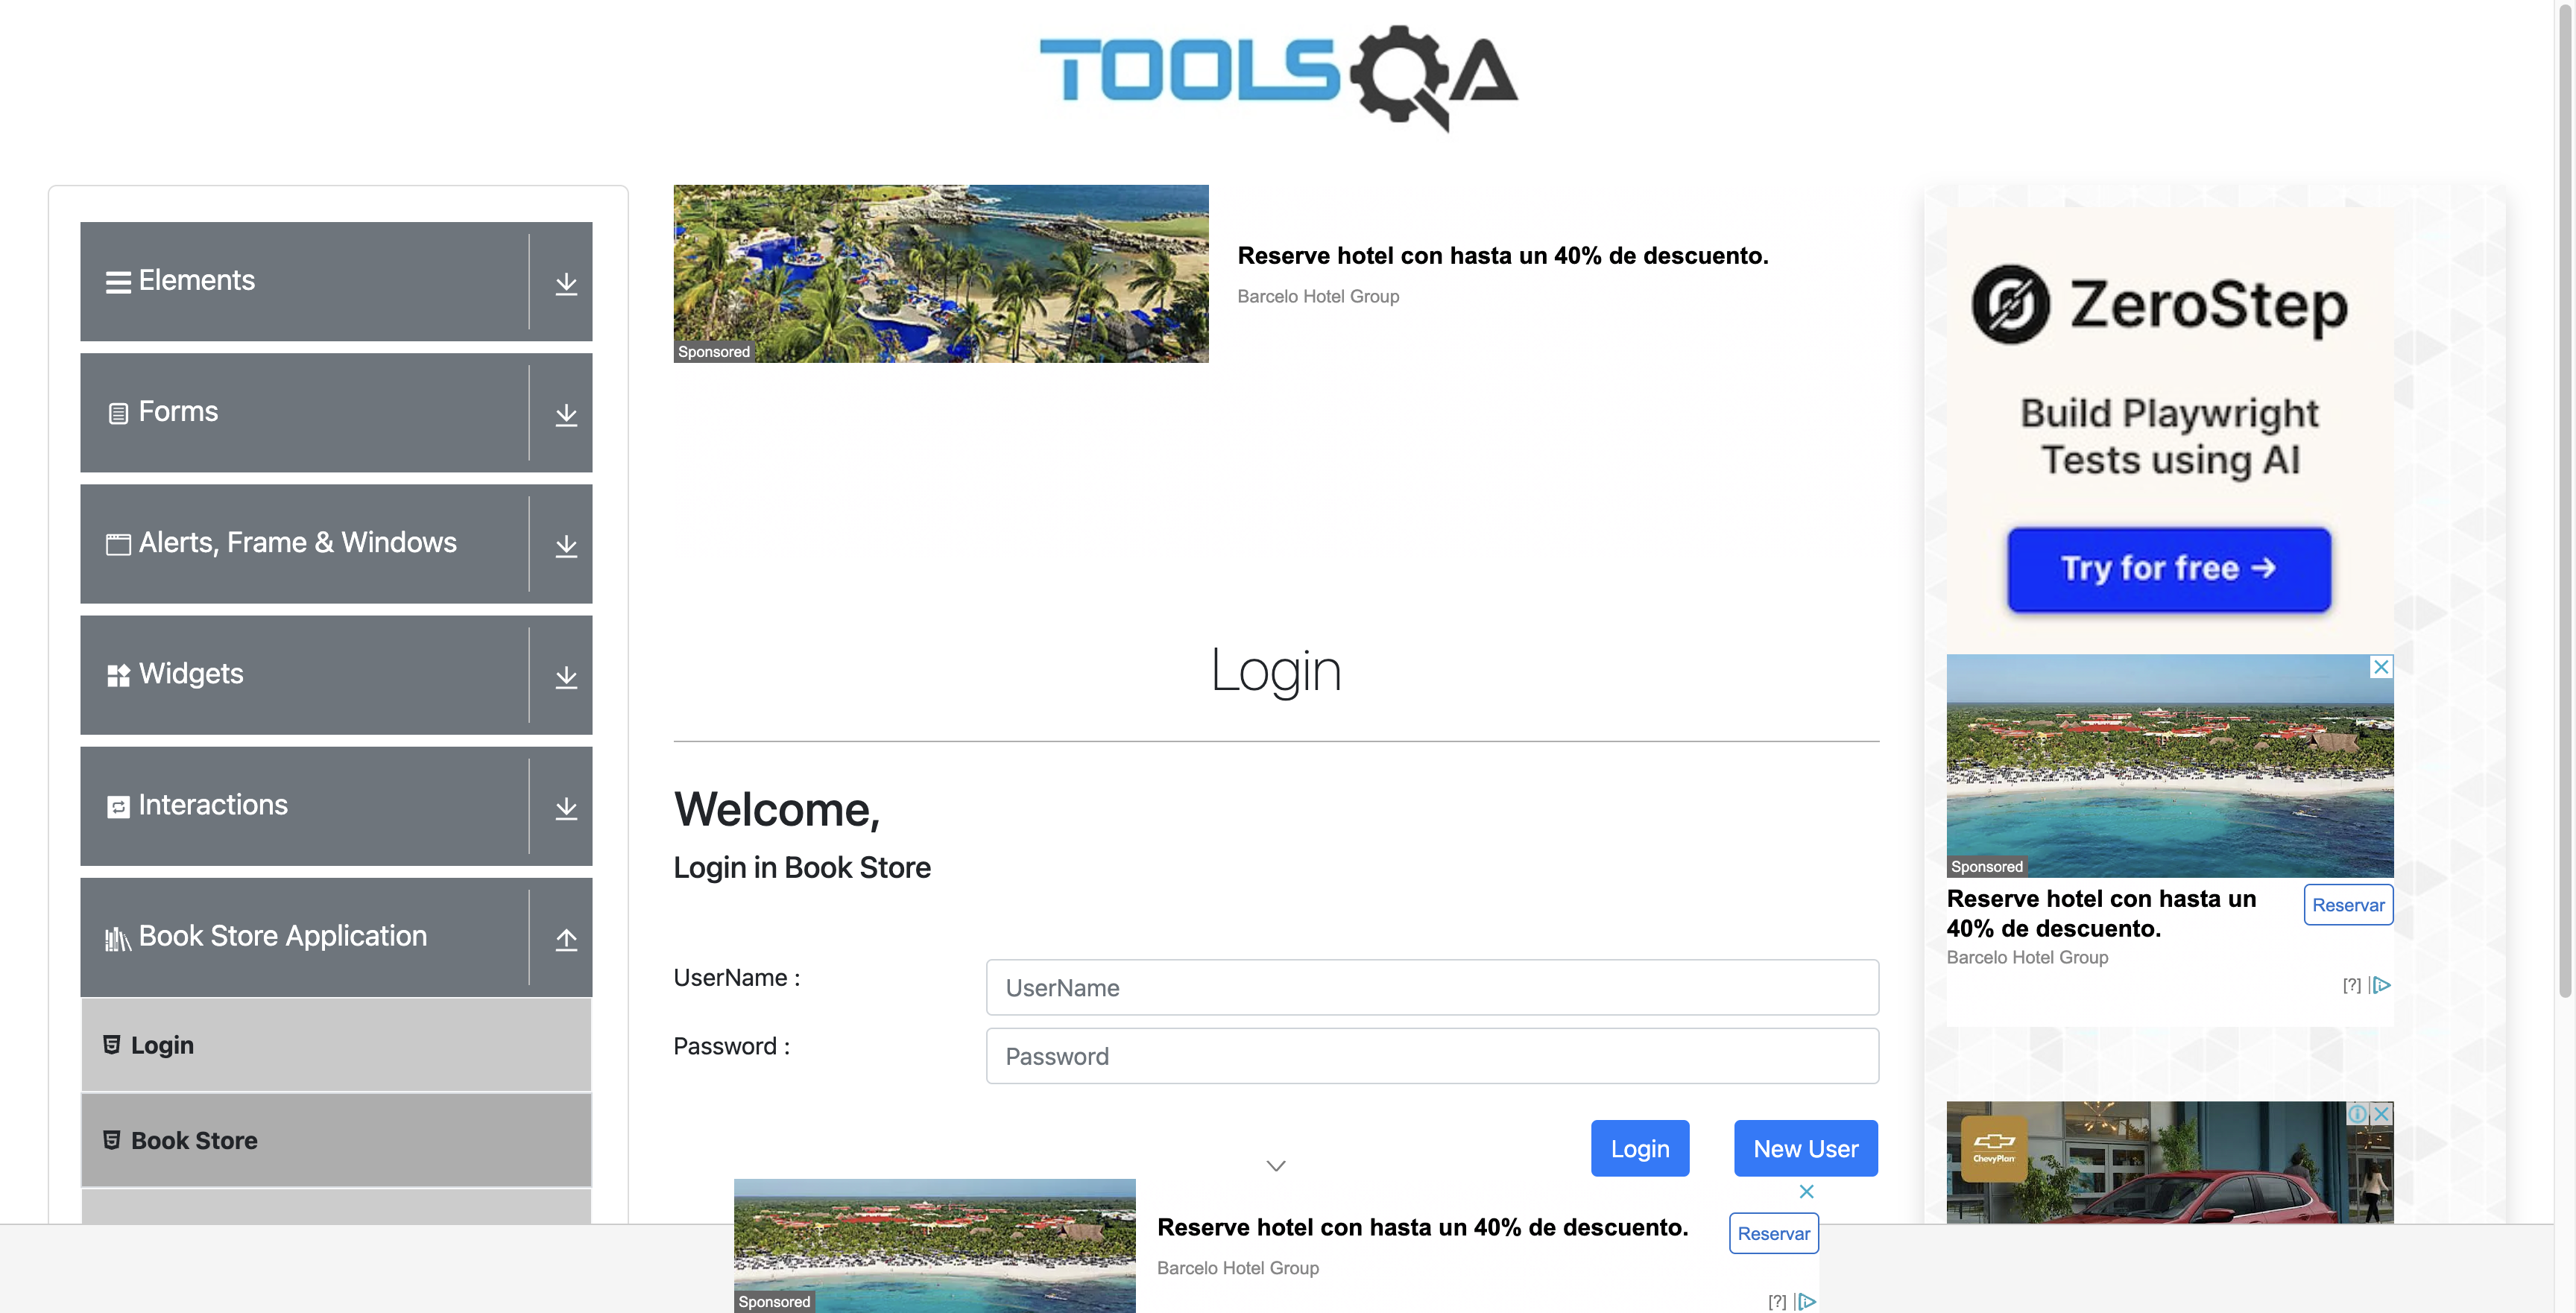 TOOLSQA
Elements
Forms
Alerts, Frame & Windows
Widgets
Interactions
Book Store Application
Login
Book Store
Sponsored
Reserve hotel con hasta un 40% de descuento.
Barcelo Hotel Group
Login
Welcome,
Login in Book Store
UserName :
UserName
Password :
Password
Login
New User
Sponsored
Reserve hotel con hasta un 40% de descuento.
Barcelo Hotel Group
Reservar
[?]
ZeroStep
Build Playwright
Tests using AI
Try for free →
Sponsored
Reserve hotel con hasta un
40% de descuento.
Barcelo Hotel Group
Reservar
[?]
ChevyPlan